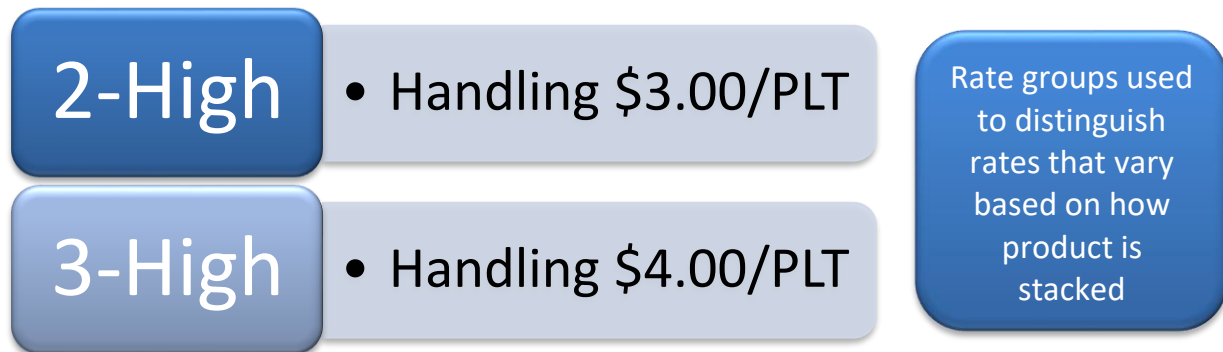 2-High
• Handling $3.00/PLT
3-High
• Handling $4.00/PLT
Rate groups used
to distinguish
rates that vary
based on how
product is
stacked